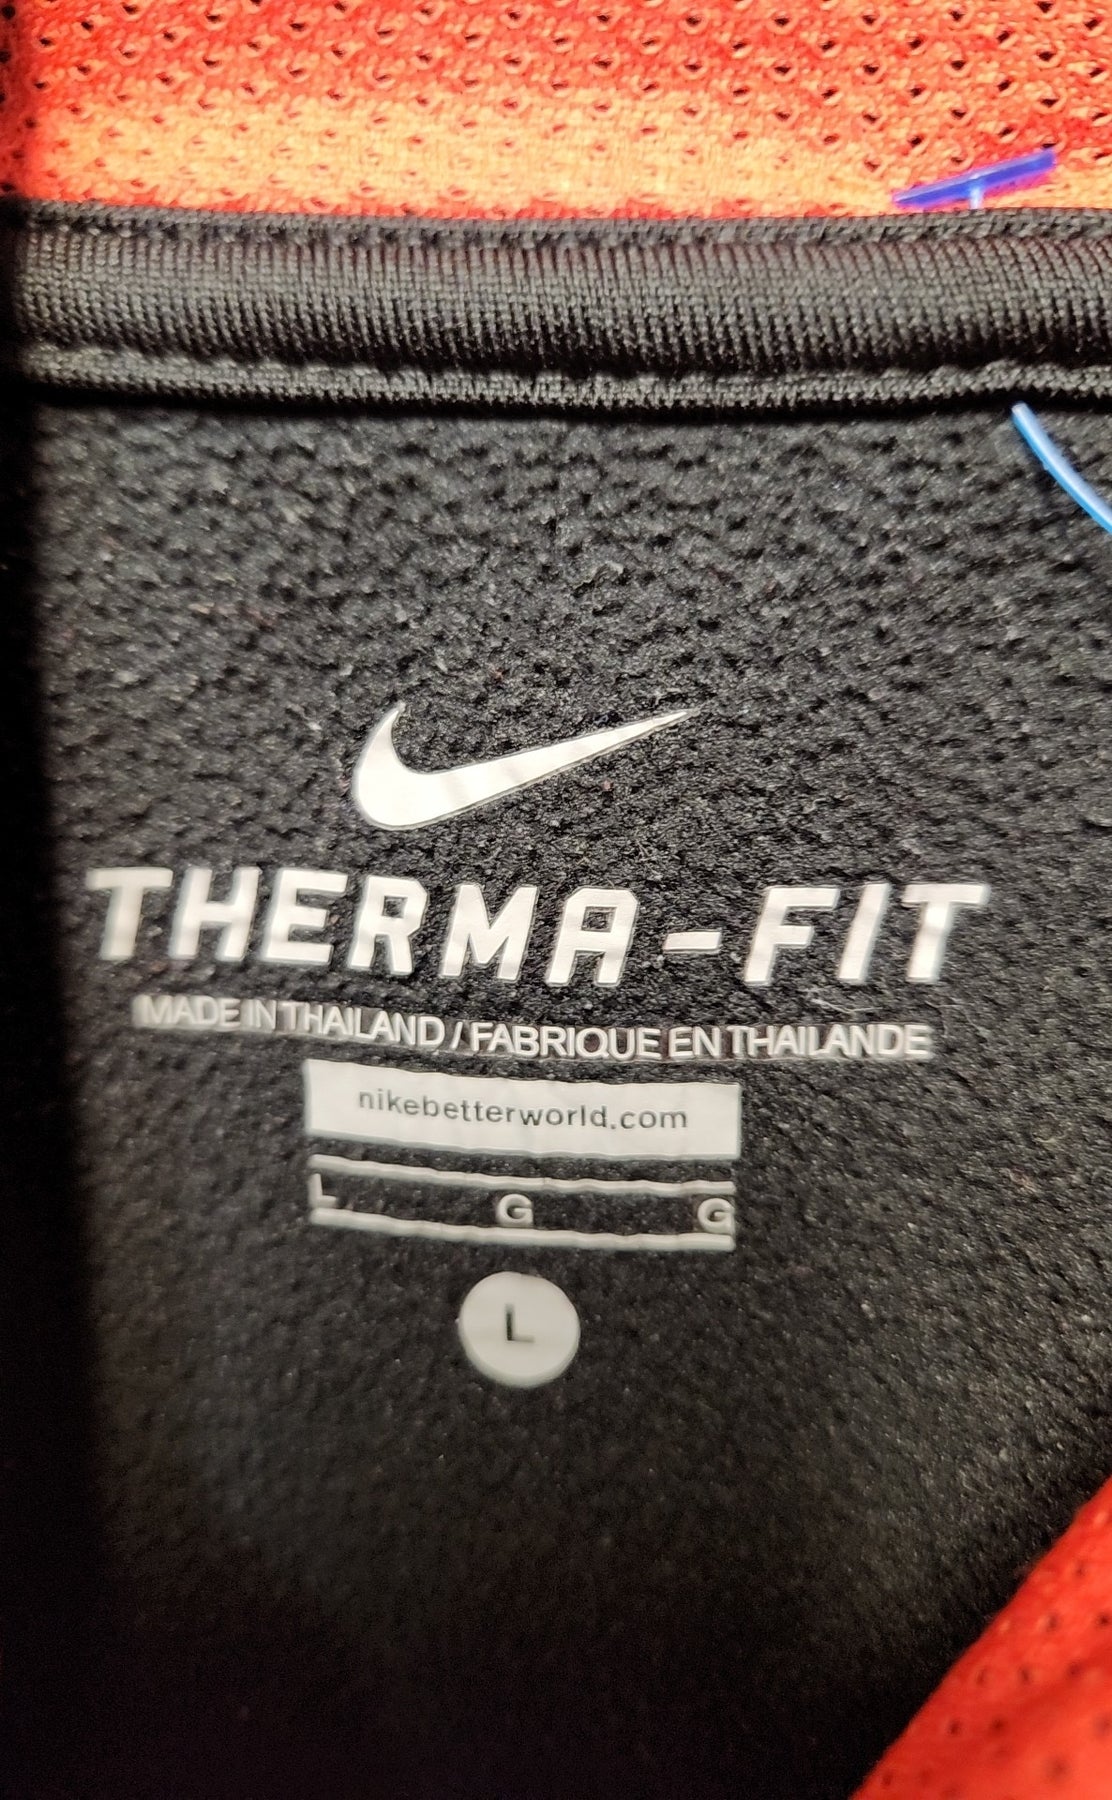 THERMA-FIT
MADE IN THAILAND / FABRIQUE EN THAILANDE
nikebetterworld.com
L G G
L